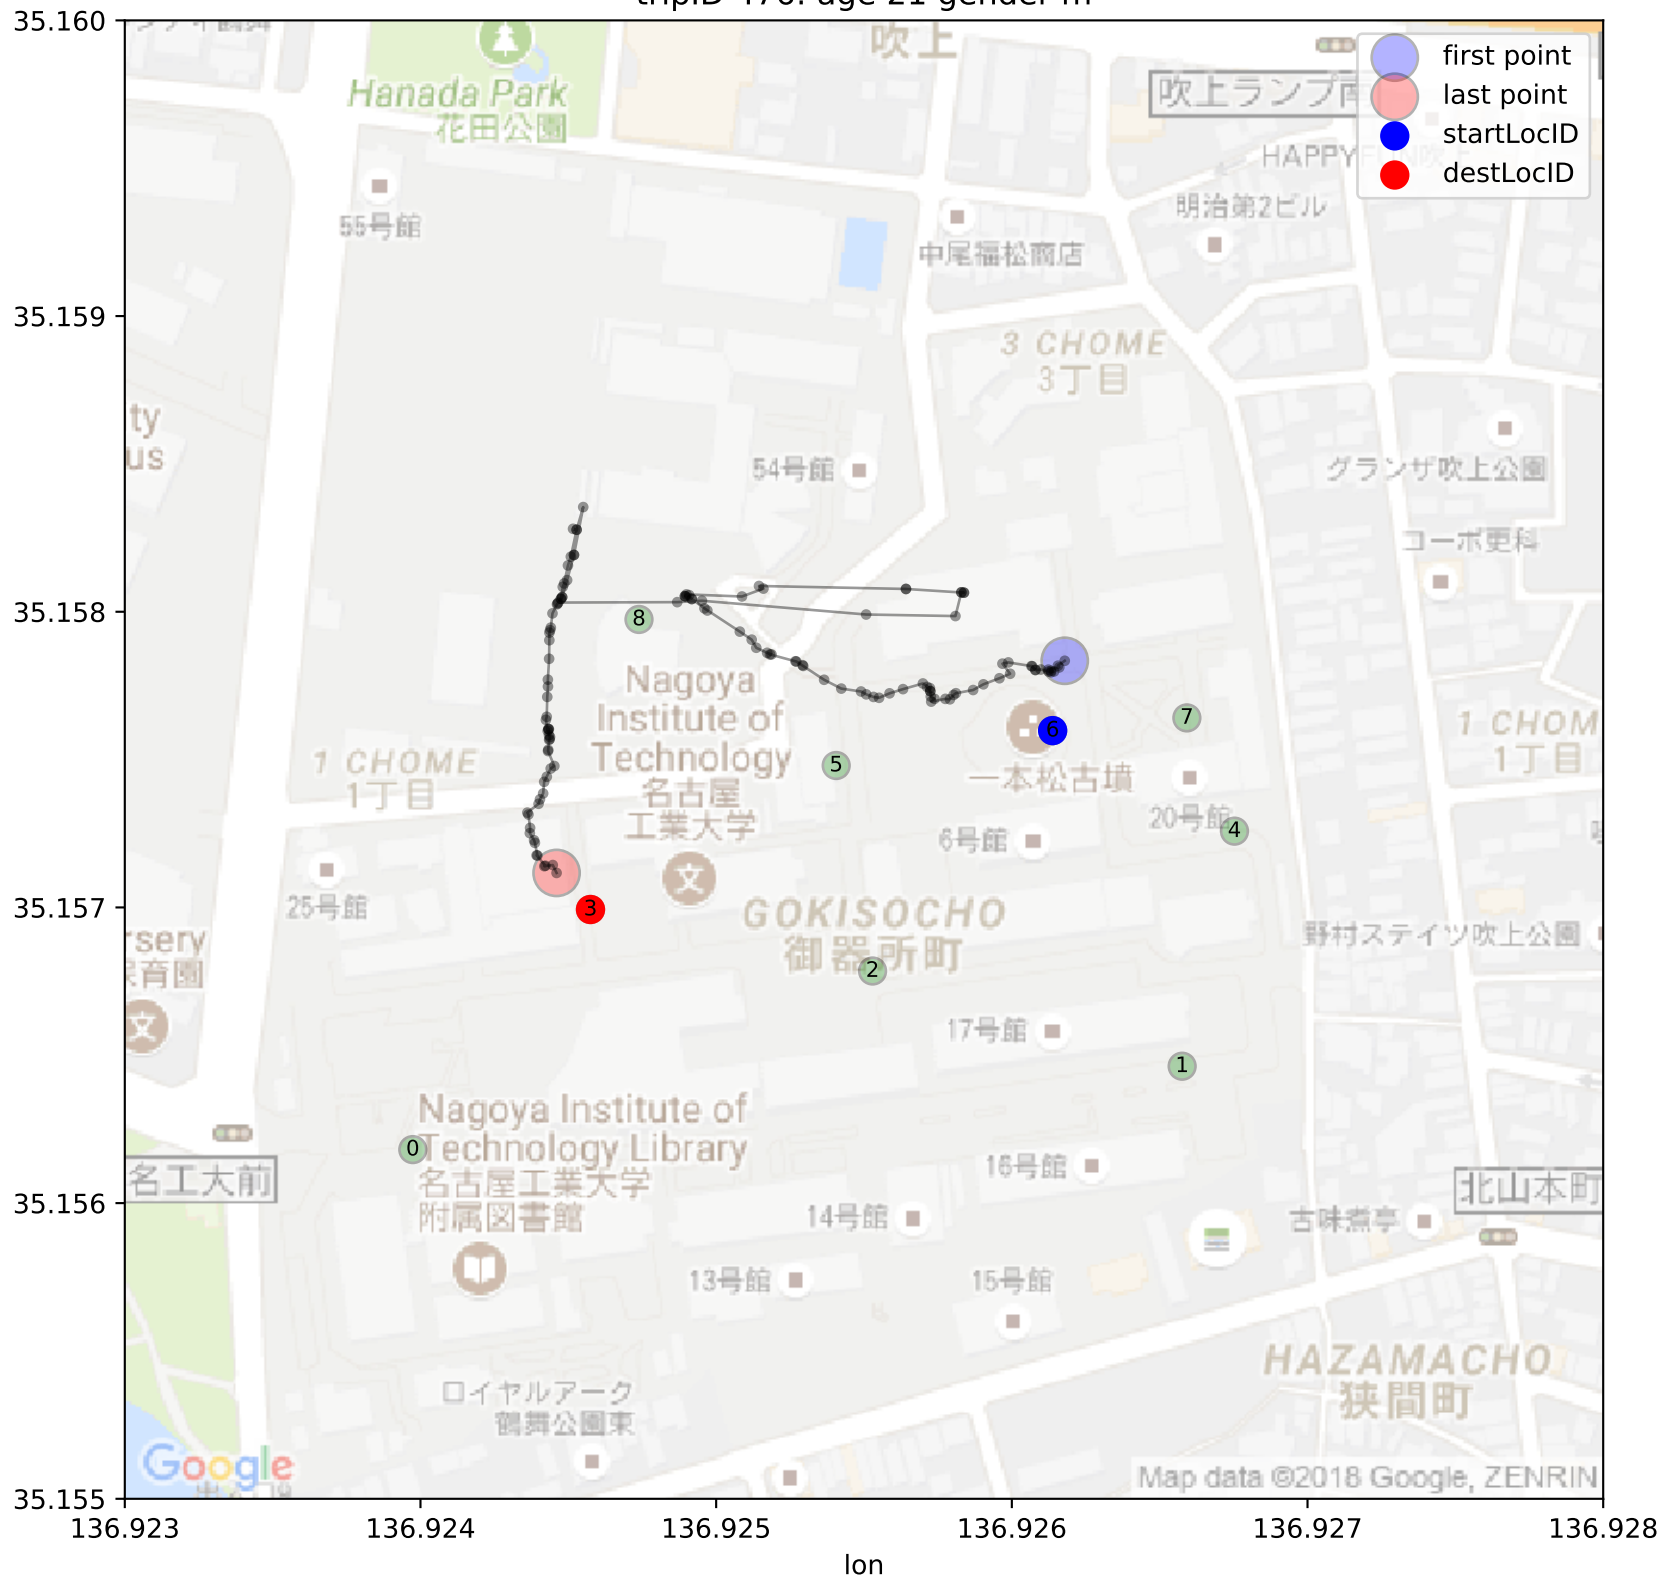 35.160
吹上
first point
Hanada Park
花田公園
吹上ランプ南
last point
startLocID
destLocID
明治第2ビル
55号館
中尾福松商店
35.159
3 CHOME
3丁目
ty
us
54号館
グランザ吹上公園
コーポ更科
35.158
8
Nagoya
Institute of
Technology
名古屋
工業大学
7
6
5
1 CHOME
1丁目
1 CHOM
1丁目
一本松古墳
20号館
4
6号館
25号館
35.157
3
GOKISOCHO
御器所町
rsery
保育園
野村ステイツ吹上公園
2
17号館
1
Nagoya Institute of
Technology Library
名古屋工業大学
附属図書館
0
名工大前
16号館
北山本町
35.156
14号館
古味煮亭
13号館
15号館
HAZAMACHO
狭間町
ロイヤルアーク
鶴舞公園東
Google
Map data ©2018 Google, ZENRIN
35.155
136.923
136.924
136.925
136.926
136.927
136.928
lon